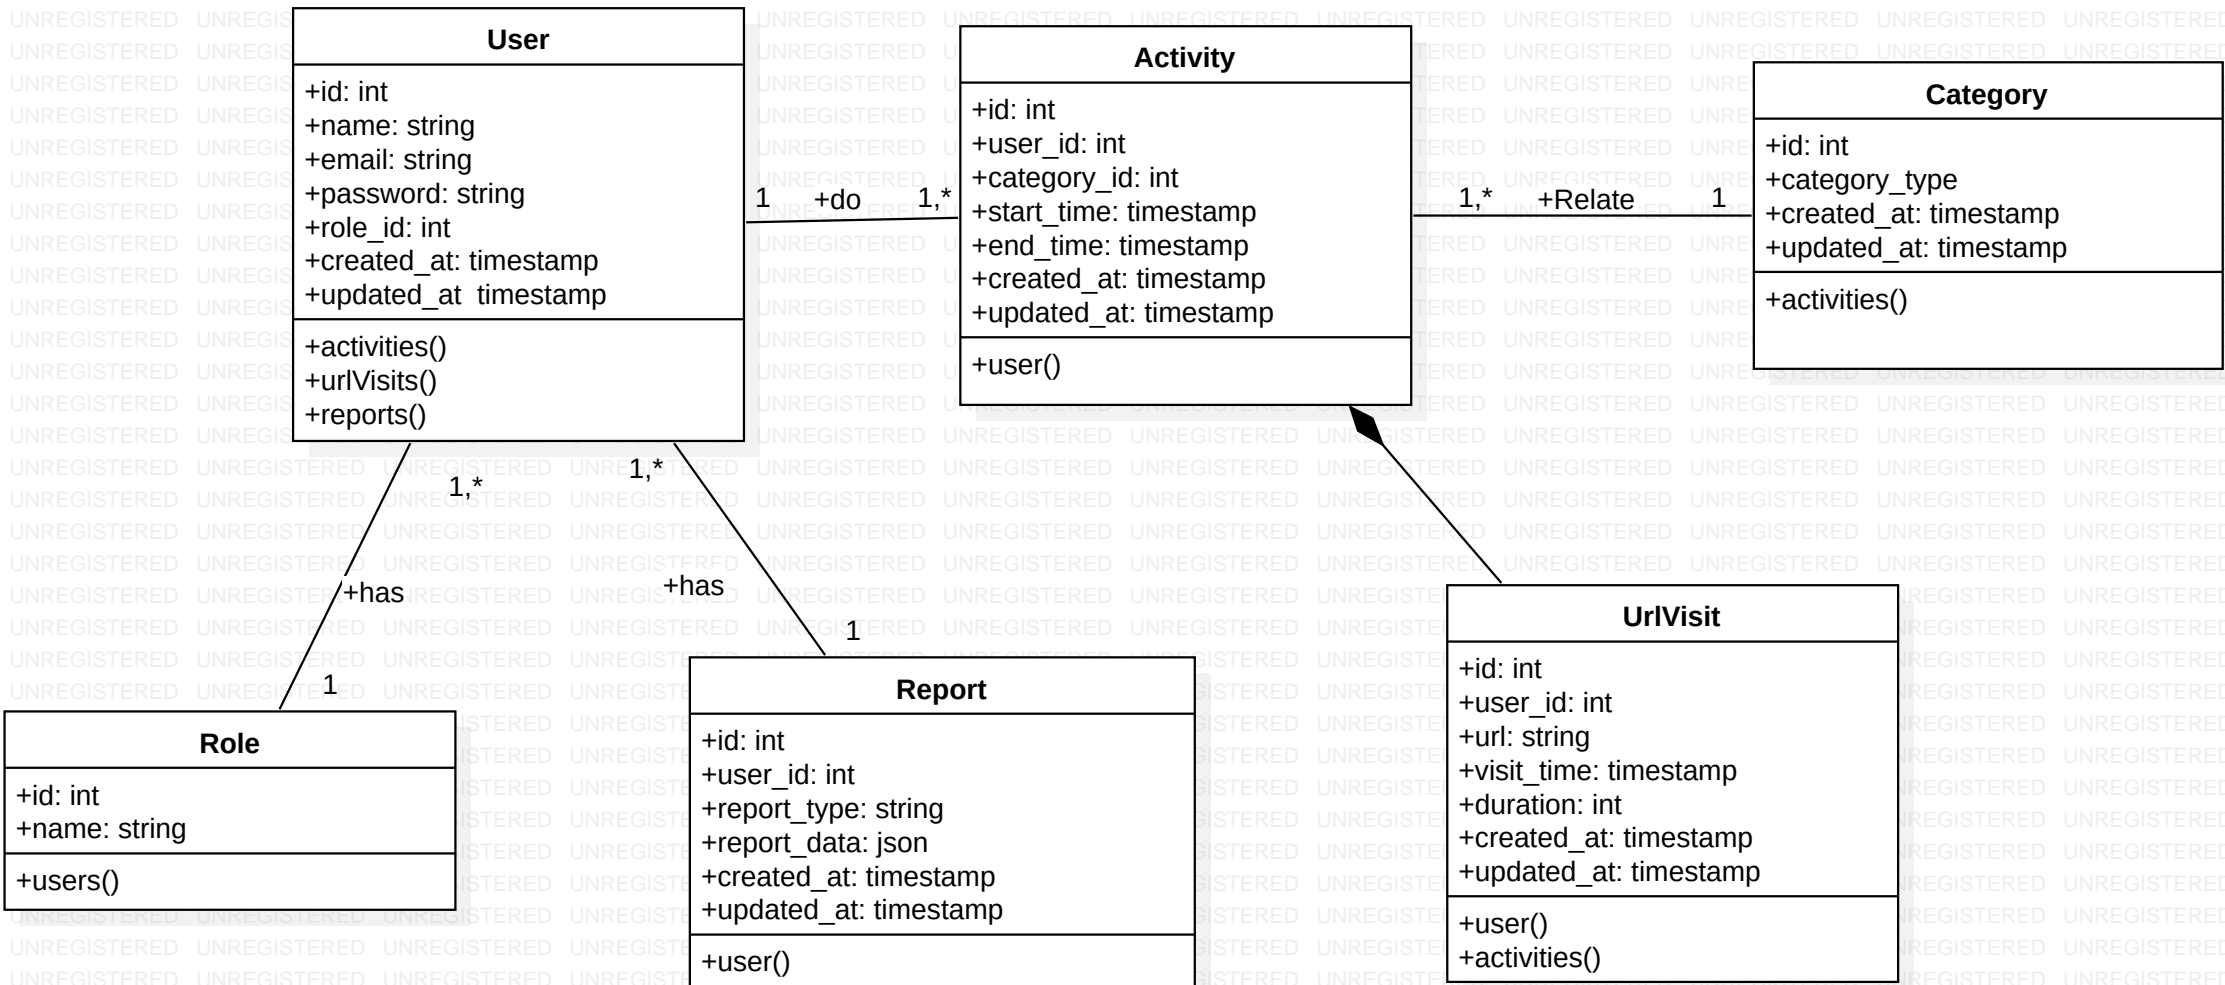 User
+id: int
+name: string
+email: string
+password: string
+role_id: int
+created_at: timestamp
+updated_at  timestamp
+activities()
+urlVisits()
+reports()
1
+do
1,*
Activity
+id: int
+user_id: int
+category_id: int
+start_time: timestamp
+end_time: timestamp
+created_at: timestamp
+updated_at: timestamp
+user()
1,*
+Relate
1
Category
+id: int
+category_type
+created_at: timestamp
+updated_at: timestamp
+activities()
1,*
+has
1
1,*
+has
1
Role
+id: int
+name: string
+users()
Report
+id: int
+user_id: int
+report_type: string
+report_data: json
+created_at: timestamp
+updated_at: timestamp
+user()
UrlVisit
+id: int
+user_id: int
+url: string
+visit_time: timestamp
+duration: int
+created_at: timestamp
+updated_at: timestamp
+user()
+activities()
UNREGISTERED